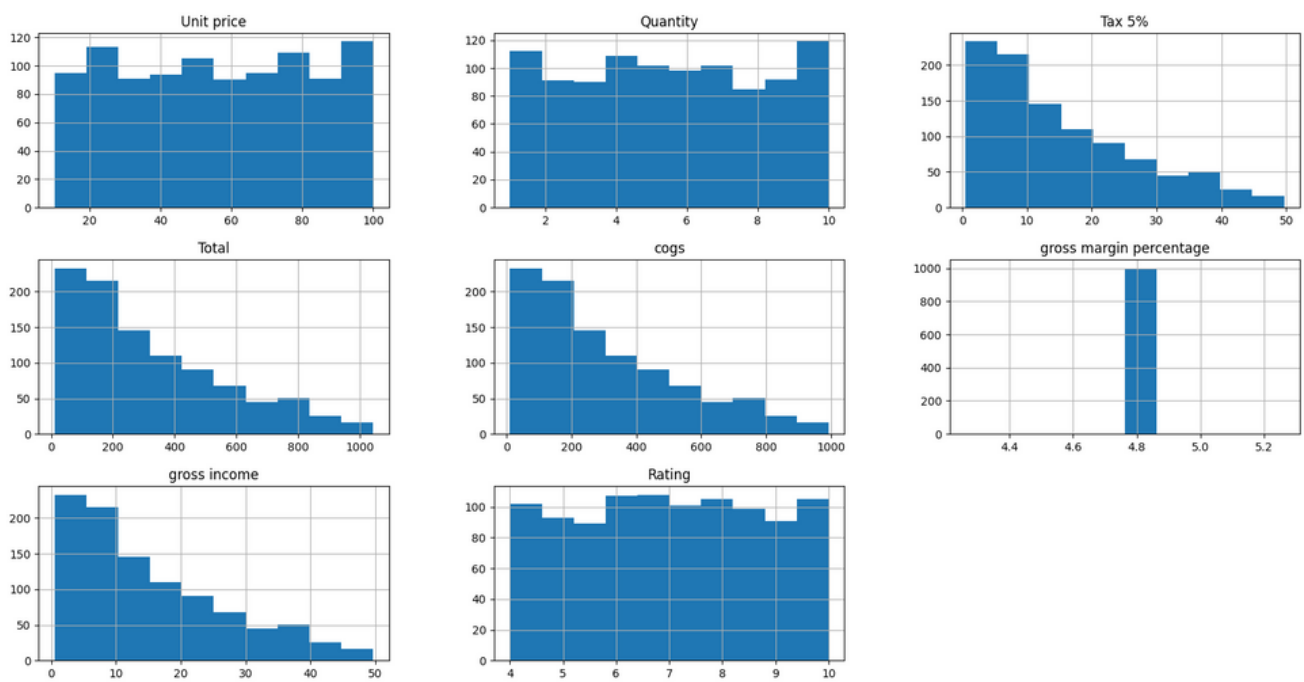 Unit price
120
100
80
60
40
20
0
20 40 60 80 100
Quantity
120
100
80
60
40
20
0
2 4 6 8 10
Tax 5%
200
150
100
50
0
0 10 20 30 40 50
Total
200
150
100
50
0
0 200 400 600 800 1000
cogs
200
150
100
50
0
0 200 400 600 800 1000
gross margin percentage
1000
800
600
400
200
0
4.4 4.6 4.8 5.0 5.2
gross income
200
150
100
50
0
0 10 20 30 40 50
Rating
100
80
60
40
20
0
4 5 6 7 8 9 10